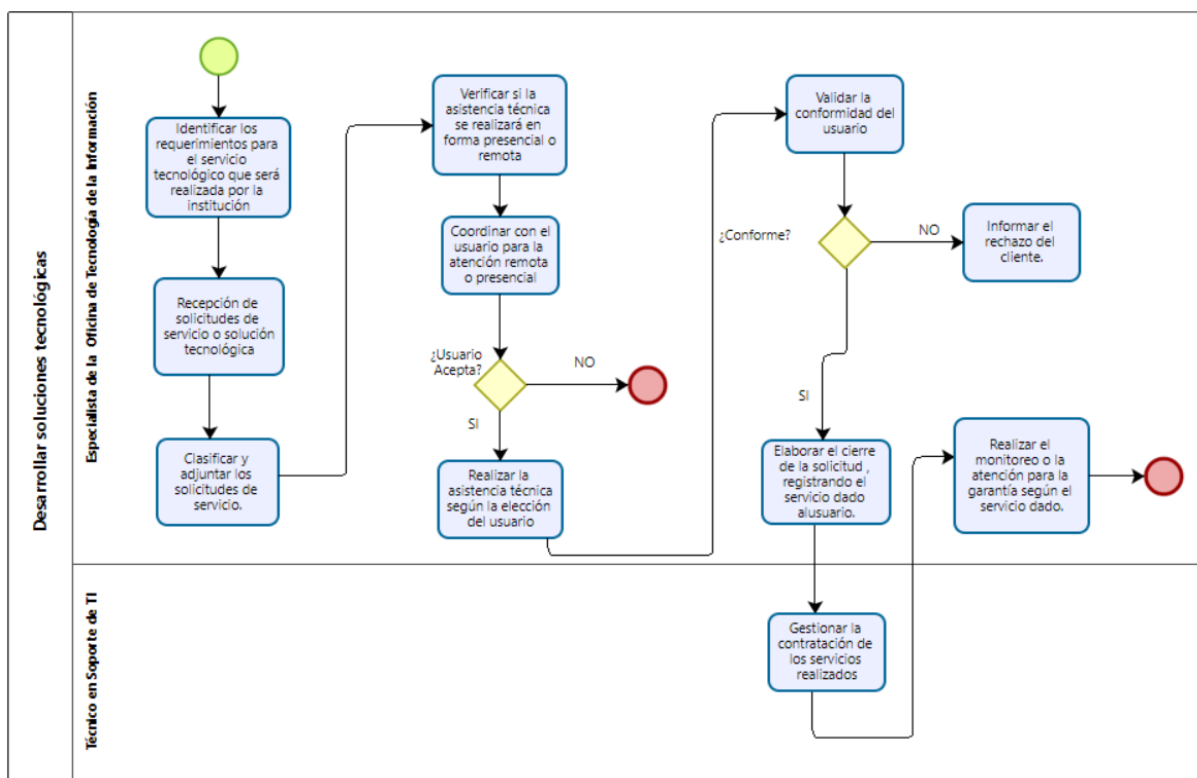 Desarrollar soluciones tecnológicas
Especialista de la Oficina de Tecnología de la Información
Identificar los
requerimientos para
el servicio
tecnológico que será
realizada por la
institución
Recepción de
solicitudes de
servicio o solución
tecnológica
Clasificar y
adjuntar los
solicitudes de
servicio.
Verificar si la
asistencia técnica
se realizará en
forma presencial o
remota
Coordinar con el
usuario para la
atención remota
o presencial
¿Usuario
Acepta?
NO
SI
Realizar la
asistencia técnica
según la elección
del usuario
Validar la
conformidad del
usuario
¿Conforme?
NO
Informar el
rechazo del
cliente.
SI
Elaborar el cierre
de la solicitud ,
registrando el
servicio dado
alusuario.
Realizar el
monitoreo o la
atención para la
garantía según el
servicio dado.
Técnico en Soporte de TI
Gestionar la
contratación de
los servicios
realizados